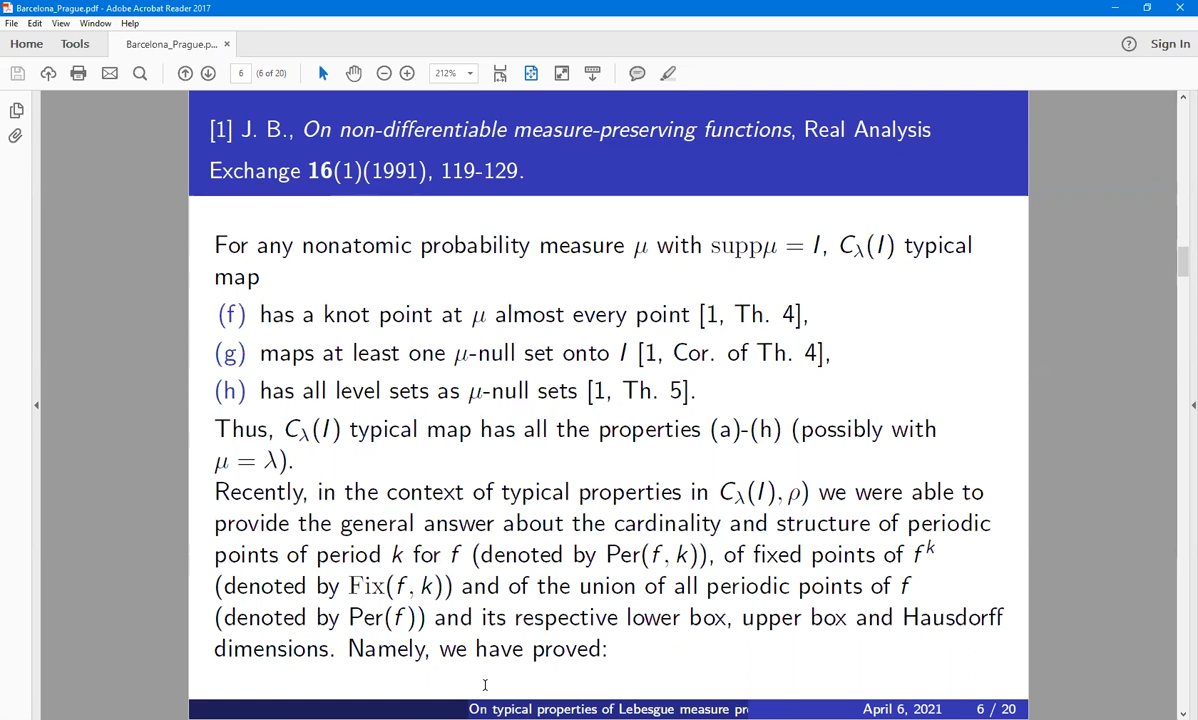 Barcelona_Prague.pdf - Adobe Acrobat Reader 2017
File Edit View Window Help
Home Tools Barcelona_Prague.p... × Sign In
6 (6 of 20) 212%
[1] J. B., On non-differentiable measure-preserving functions, Real Analysis
Exchange 16(1)(1991), 119-129.
For any nonatomic probability measure μ with suppμ = I, C_λ(I) typical
map
(f) has a knot point at μ almost every point [1, Th. 4],
(g) maps at least one μ-null set onto I [1, Cor. of Th. 4],
(h) has all level sets as μ-null sets [1, Th. 5].
Thus, C_λ(I) typical map has all the properties (a)-(h) (possibly with
μ = λ).
Recently, in the context of typical properties in C_λ(I), ρ) we were able to
provide the general answer about the cardinality and structure of periodic
points of period k for f (denoted by Per(f, k)), of fixed points of f^k
(denoted by Fix(f, k)) and of the union of all periodic points of f
(denoted by Per(f)) and its respective lower box, upper box and Hausdorff
dimensions. Namely, we have proved:
On typical properties of Lebesgue measure pr April 6, 2021 6 / 20